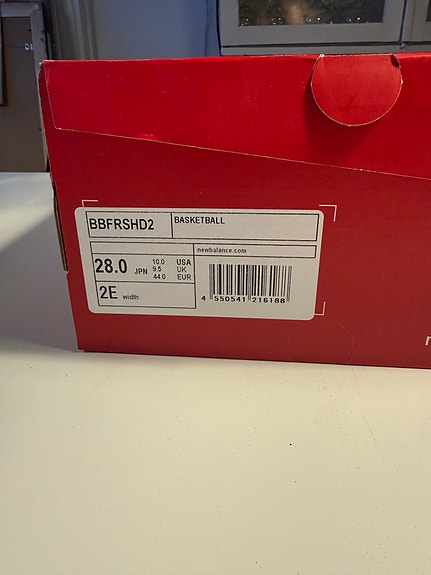 BBFRSHD2 BASKETBALL
newbalance.com
28.0 JPN 10.0 USA
9.5 UK
44.0 EUR
2E width
4 550541 216188